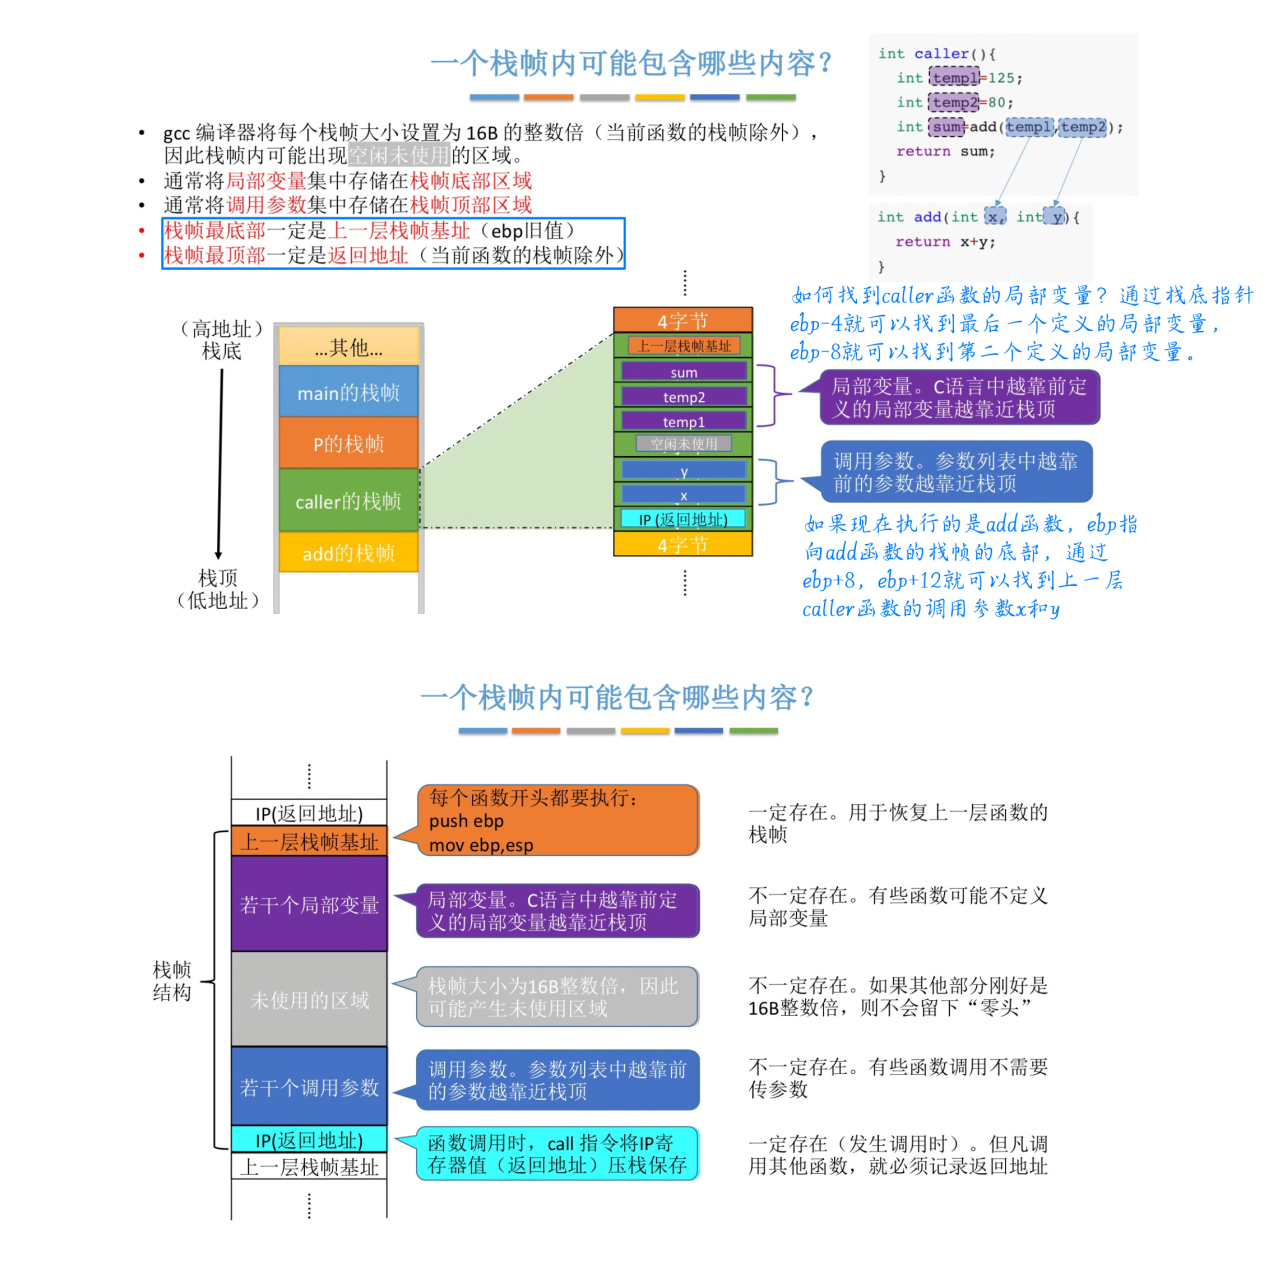 一个栈帧内可能包含哪些内容？
int caller(){
int temp1=125;
int temp2=80;
int sum=add(temp1,temp2);
return sum;
}
int add(int x, int y){
return x+y;
}
• gcc 编译器将每个栈帧大小设置为 16B 的整数倍（当前函数的栈帧除外），
因此栈帧内可能出现空闲未使用的区域。
• 通常将局部变量集中存储在栈帧底部区域
• 通常将调用参数集中存储在栈帧顶部区域
• 栈帧最底部一定是上一层栈帧基址（ebp旧值）
• 栈帧最顶部一定是返回地址（当前函数的栈帧除外）
如何找到caller函数的局部变量？通过栈底指针
ebp-4就可以找到最后一个定义的局部变量，
ebp-8就可以找到第二个定义的局部变量。
（高地址）
栈底
栈顶
（低地址）
...其他...
main的栈帧
P的栈帧
caller的栈帧
add的栈帧
4字节
上一层栈帧基址
sum
temp2
temp1
空闲未使用
y
x
IP (返回地址)
4字节
局部变量。C语言中越靠前定
义的局部变量越靠近栈顶
调用参数。参数列表中越靠
前的参数越靠近栈顶
如果现在执行的是add函数，ebp指
向add函数的栈帧的底部，通过
ebp+8，ebp+12就可以找到上一层
caller函数的调用参数x和y
一个栈帧内可能包含哪些内容？
栈帧
结构
IP(返回地址)
上一层栈帧基址
若干个局部变量
未使用的区域
若干个调用参数
IP(返回地址)
上一层栈帧基址
每个函数开头都要执行：
push ebp
mov ebp,esp
一定存在。用于恢复上一层函数的
栈帧
局部变量。C语言中越靠前定
义的局部变量越靠近栈顶
不一定存在。有些函数可能不定义
局部变量
栈帧大小为16B整数倍，因此
可能产生未使用区域
不一定存在。如果其他部分刚好是
16B整数倍，则不会留下“零头”
调用参数。参数列表中越靠前
的参数越靠近栈顶
不一定存在。有些函数调用不需要
传参数
函数调用时，call 指令将IP寄
存器值（返回地址）压栈保存
一定存在（发生调用时）。但凡调
用其他函数，就必须记录返回地址